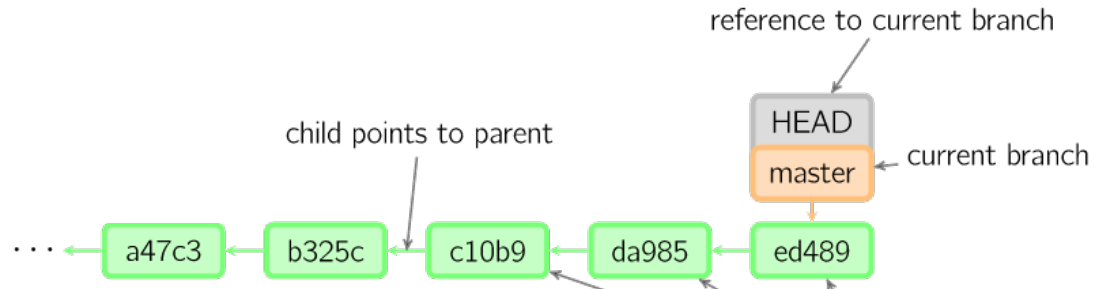 reference to current branch
HEAD
child points to parent
current branch
master
··· a47c3 b325c c10b9 da985 ed489